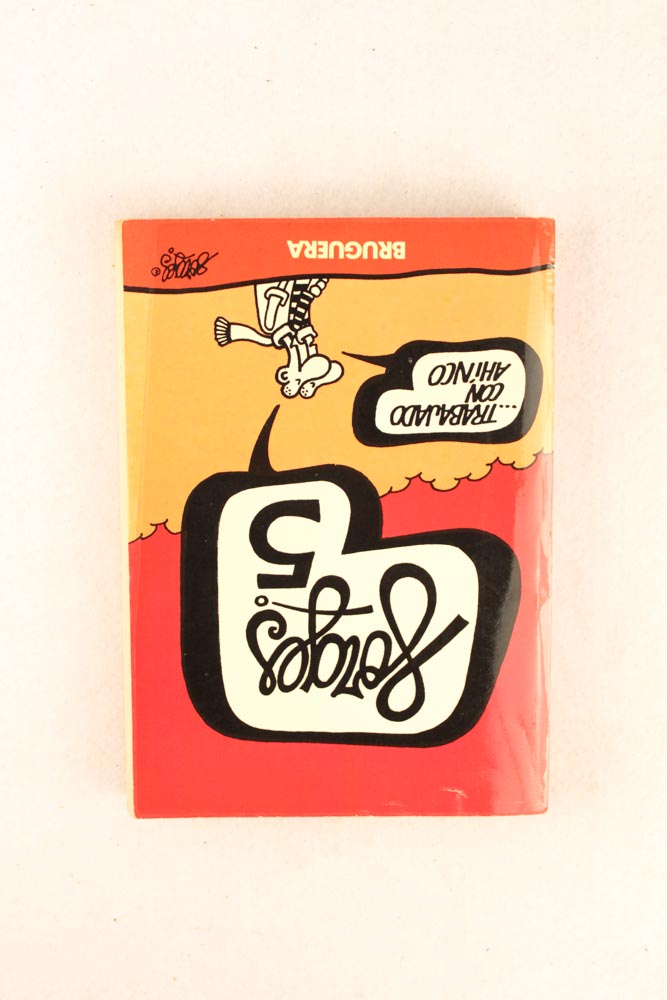 Forges
5
...TRABAJADO
CON
AHÍNCO
BRUGUERA
Forges